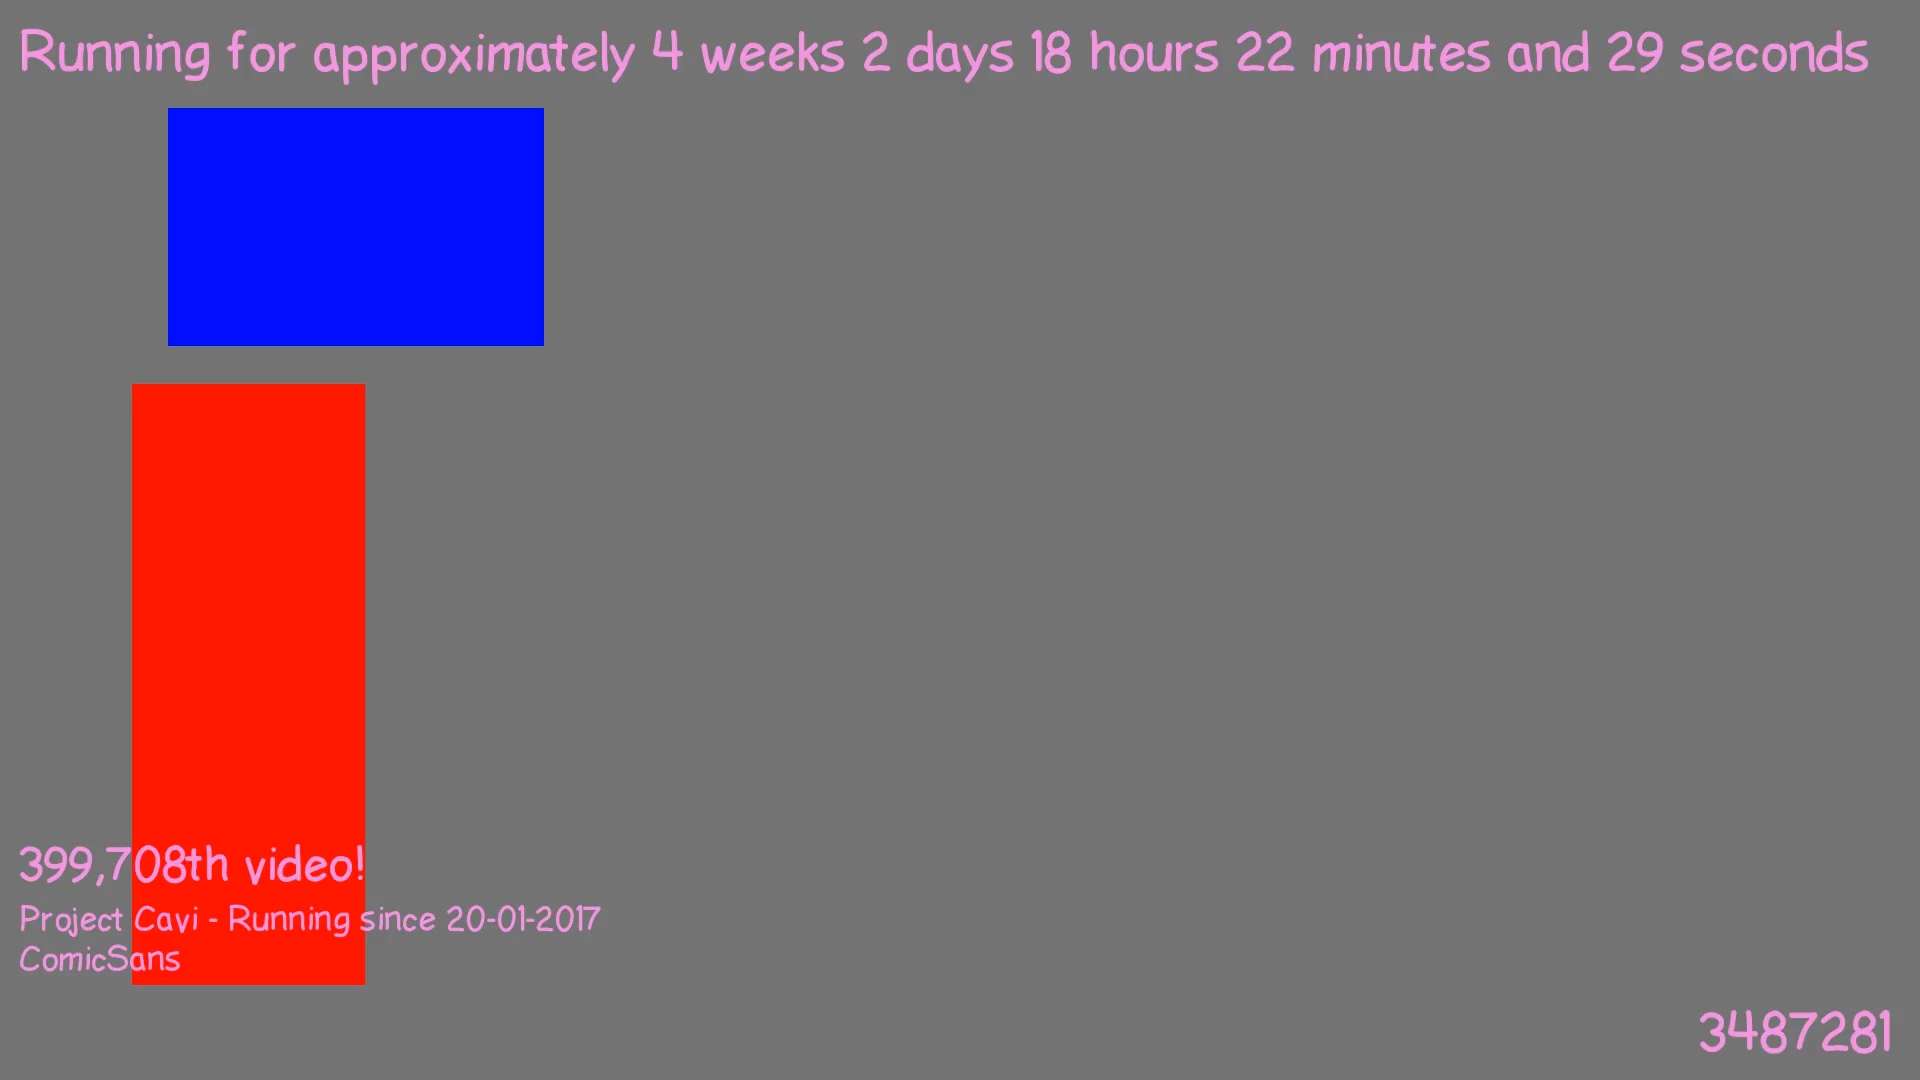 Running for approximately 4 weeks 2 days 18 hours 22 minutes and 29 seconds
399,708th video!
Project Cavi - Running since 20-01-2017
ComicSans
3487281